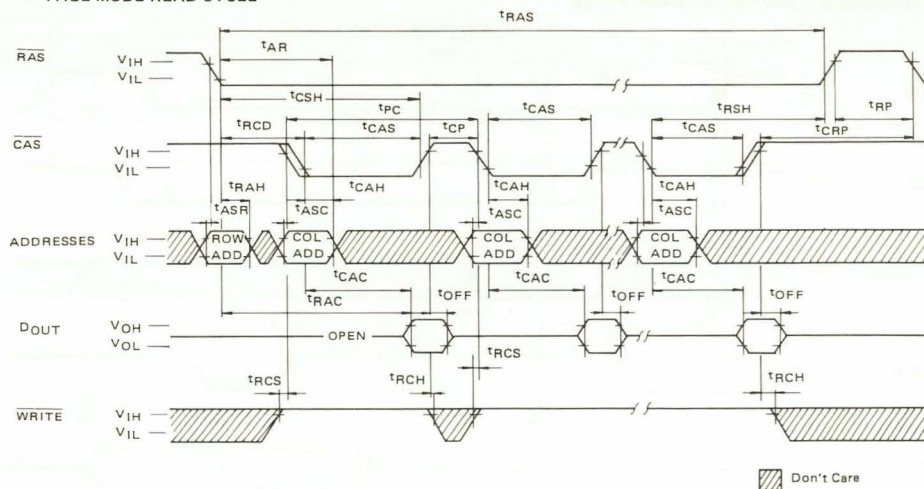 PAGE MODE READ CYCLE
tRAS
tAR
RAS
VIH
VIL
tCSH
tPC
tRCD
tCAS
tCP
tCAS
tRSH
tCAS
tRP
tCRP
CAS
VIH
VIL
tRAH
tCAH
tCAH
tCAH
tASR
tASC
tASC
tASC
ADDRESSES
VIH
VIL
ROW ADD
COL ADD
COL ADD
COL ADD
tCAC
tCAC
tCAC
tRAC
tOFF
tOFF
tOFF
DOUT
VOH
VOL
OPEN
tRCS
tRCH
tRCS
tRCH
WRITE
VIH
VIL
Don't Care